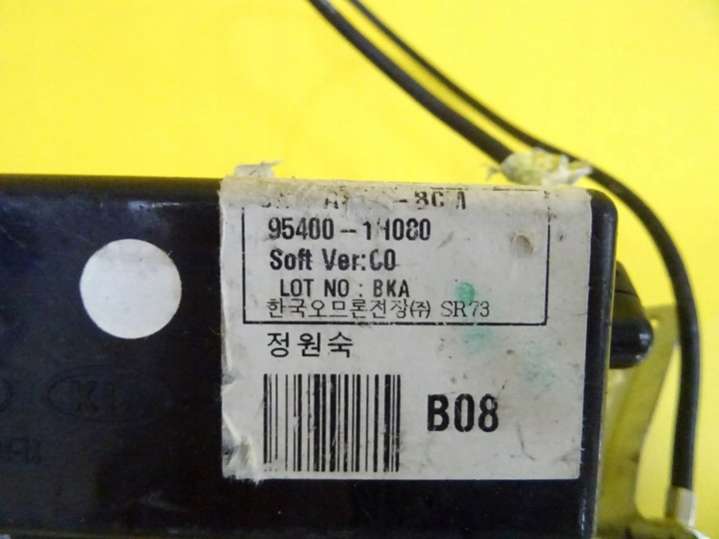 95400-1H080
Soft Ver:C0
LOT NO : BKA
한국오므론전장(주) SR73
정원숙
B08